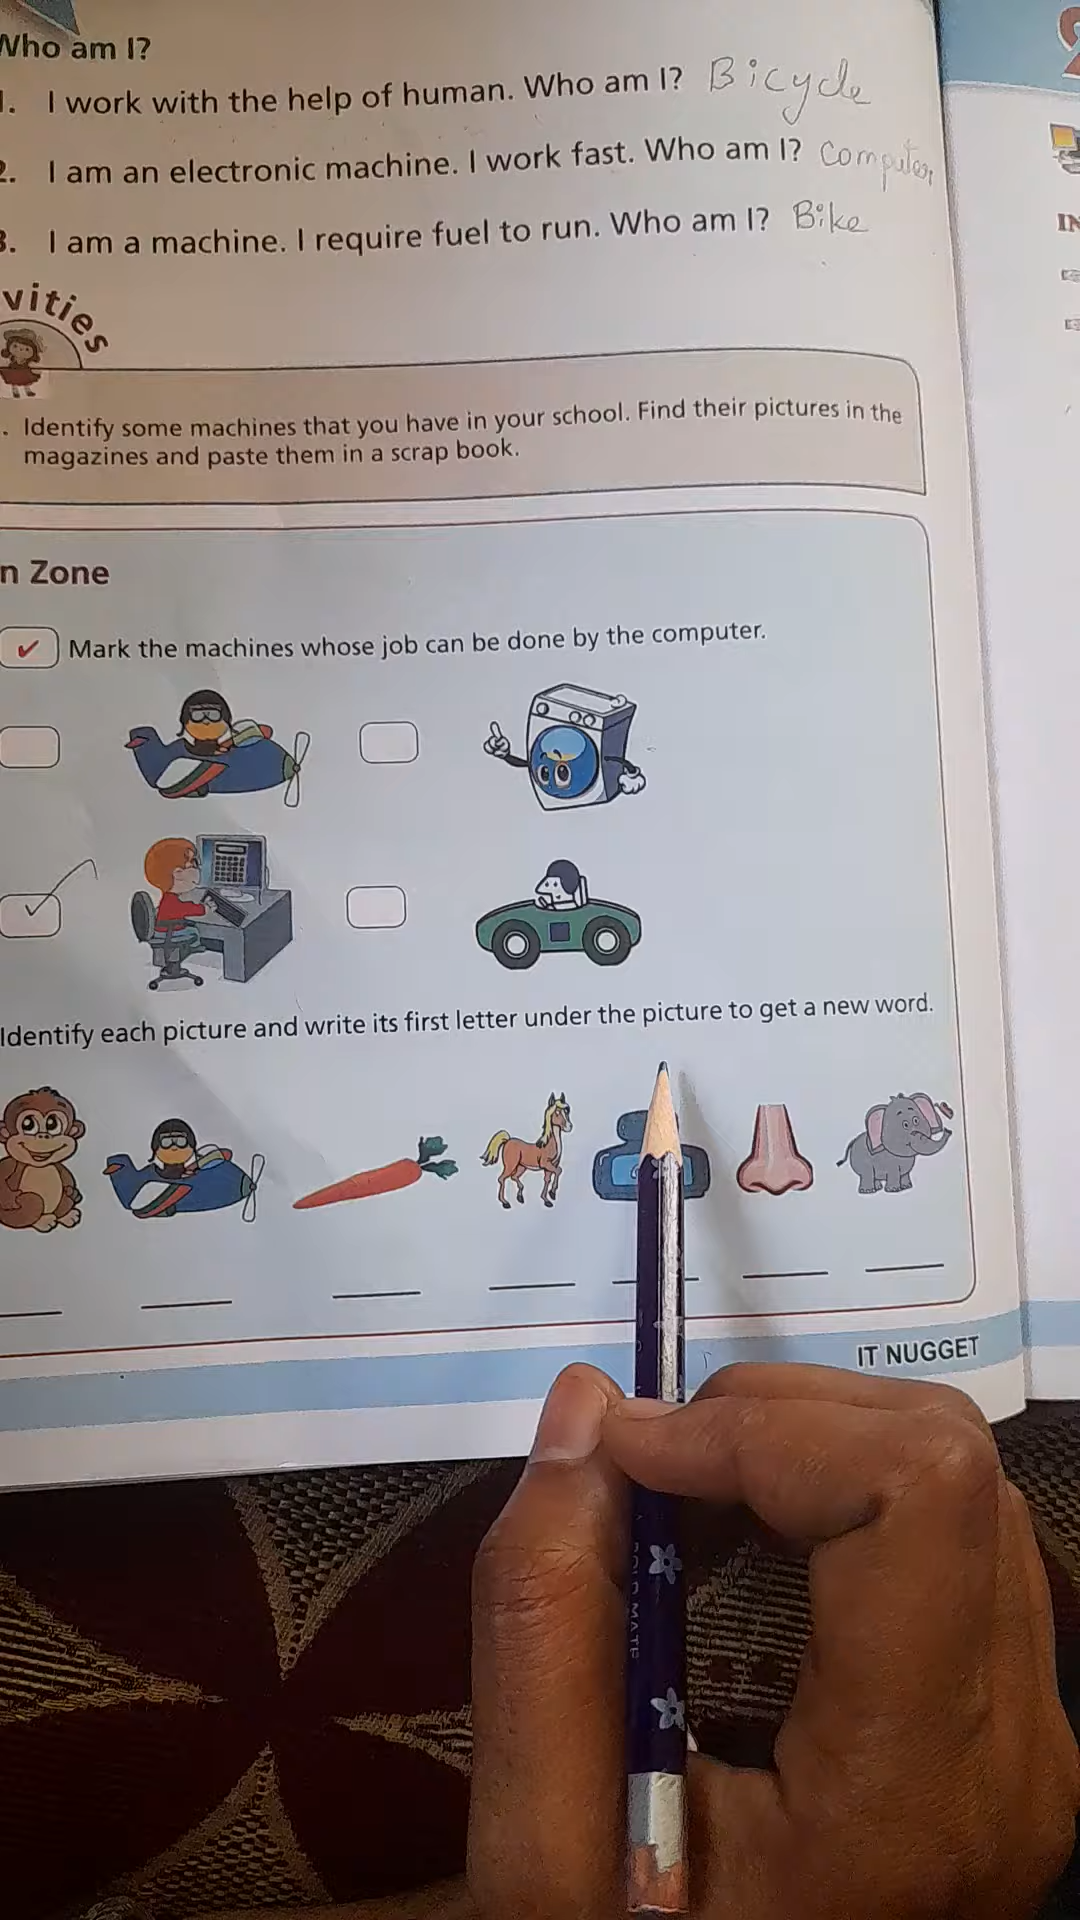 Who am I?
1. I work with the help of human. Who am I? Bicycle
2. I am an electronic machine. I work fast. Who am I? Computer
3. I am a machine. I require fuel to run. Who am I? Bike
vities
. Identify some machines that you have in your school. Find their pictures in the
magazines and paste them in a scrap book.
n Zone
✔ Mark the machines whose job can be done by the computer.
Identify each picture and write its first letter under the picture to get a new word.
IT NUGGET
IN